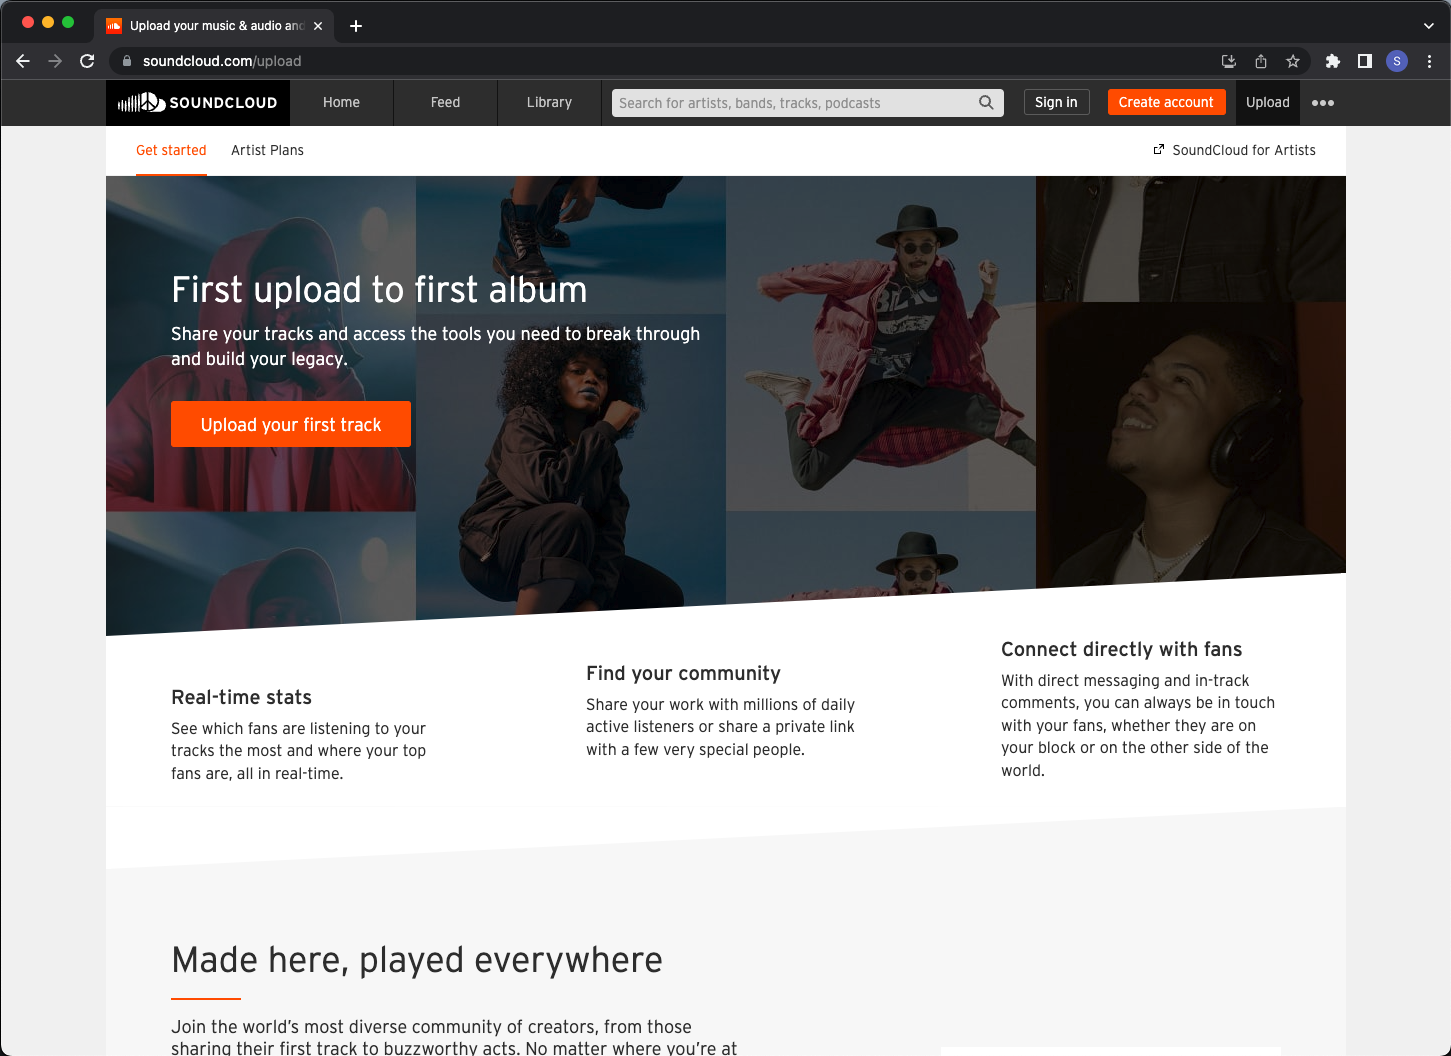 Upload your music & audio and
soundcloud.com/upload
S
SOUNDCLOUD
Home
Feed
Library
Search for artists, bands, tracks, podcasts
Sign in
Create account
Upload
Get started
Artist Plans
SoundCloud for Artists
First upload to first album
Share your tracks and access the tools you need to break through
and build your legacy.
Upload your first track
Real-time stats
See which fans are listening to your
tracks the most and where your top
fans are, all in real-time.
Find your community
Share your work with millions of daily
active listeners or share a private link
with a few very special people.
Connect directly with fans
With direct messaging and in-track
comments, you can always be in touch
with your fans, whether they are on
your block or on the other side of the
world.
Made here, played everywhere
Join the world's most diverse community of creators, from those
sharing their first track to buzzworthy acts. No matter where you're at